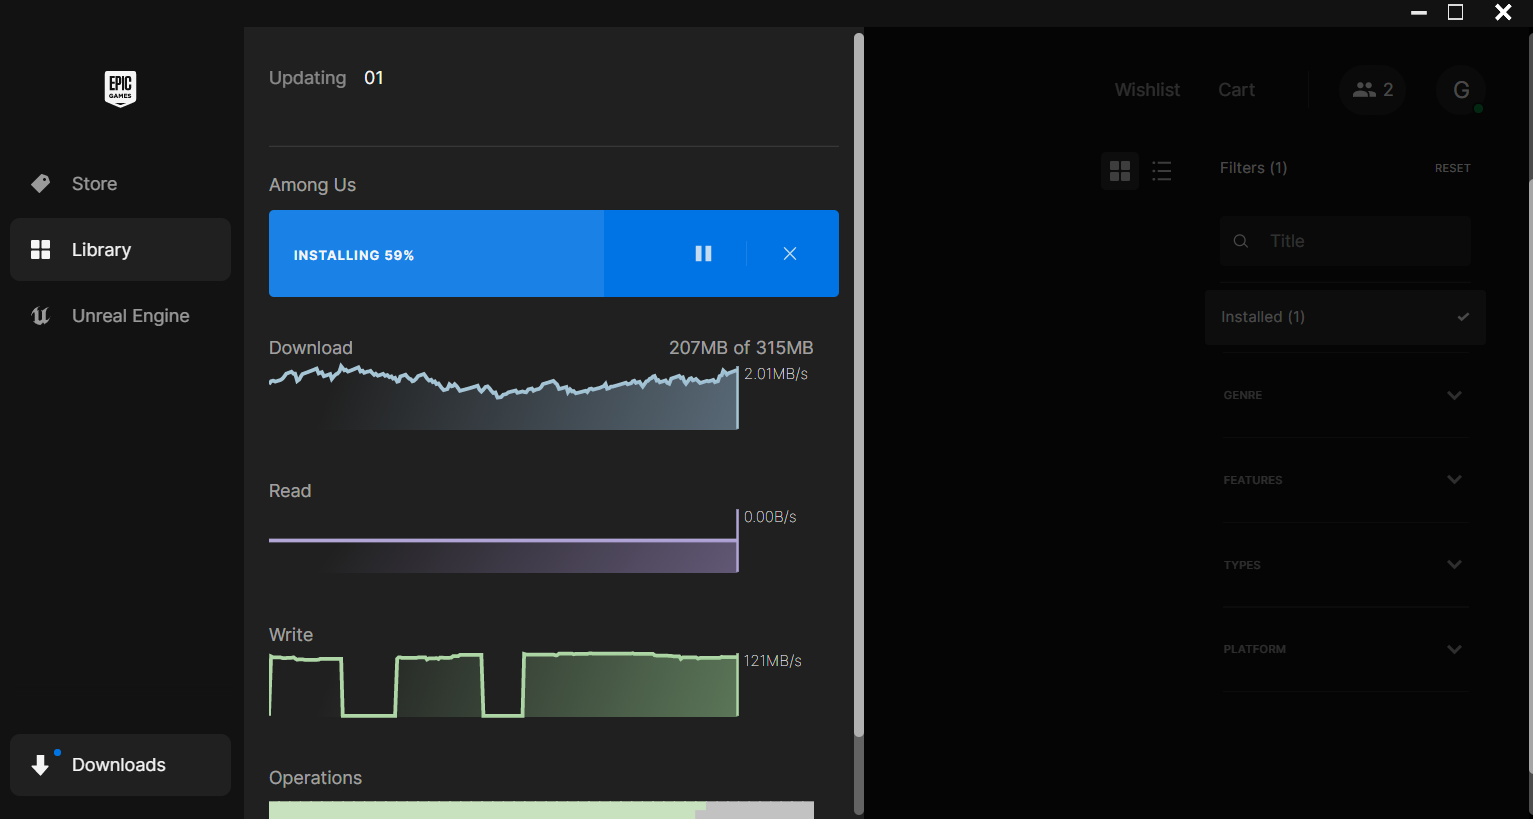 EPIC
GAMES
Store
Library
Unreal Engine
Downloads
Updating 01
Among Us
INSTALLING 59%
Download 207MB of 315MB
2.01MB/s
Read
0.00B/s
Write
121MB/s
Operations
Wishlist Cart 2 G
Filters (1) RESET
Title
Installed (1)
GENRE
FEATURES
TYPES
PLATFORM